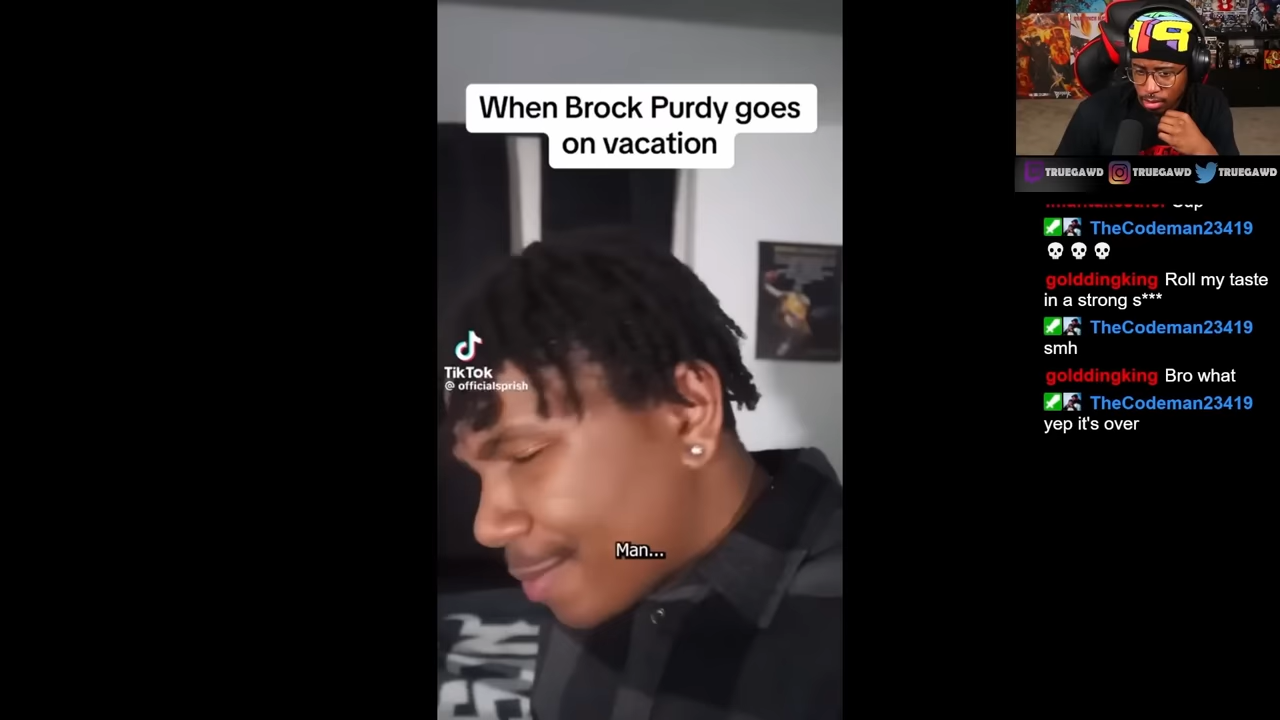 When Brock Purdy goes
on vacation
TikTok
@ officialsprish
Man...
TRUEGAWD TRUEGAWD TRUEGAWD
TheCodeman23419
golddingking Roll my taste
in a strong s***
TheCodeman23419
smh
golddingking Bro what
TheCodeman23419
yep it's over